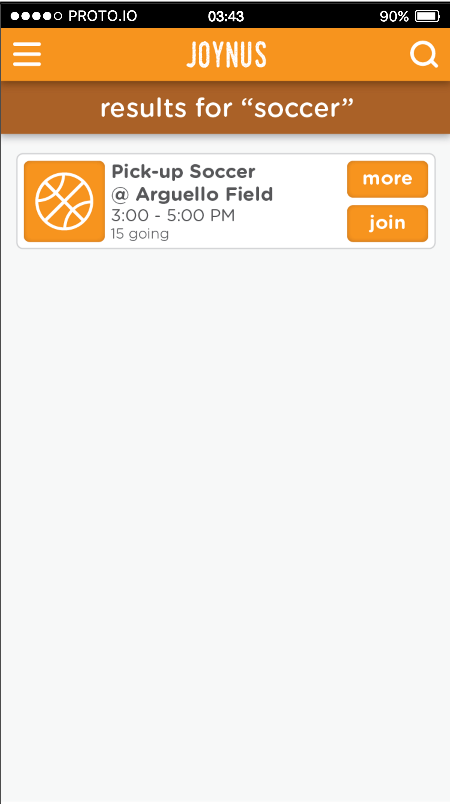 PROTO.IO 03:43 90%
JOYNUS
results for “soccer”
Pick-up Soccer
@ Arguello Field
3:00 - 5:00 PM
15 going
more
join